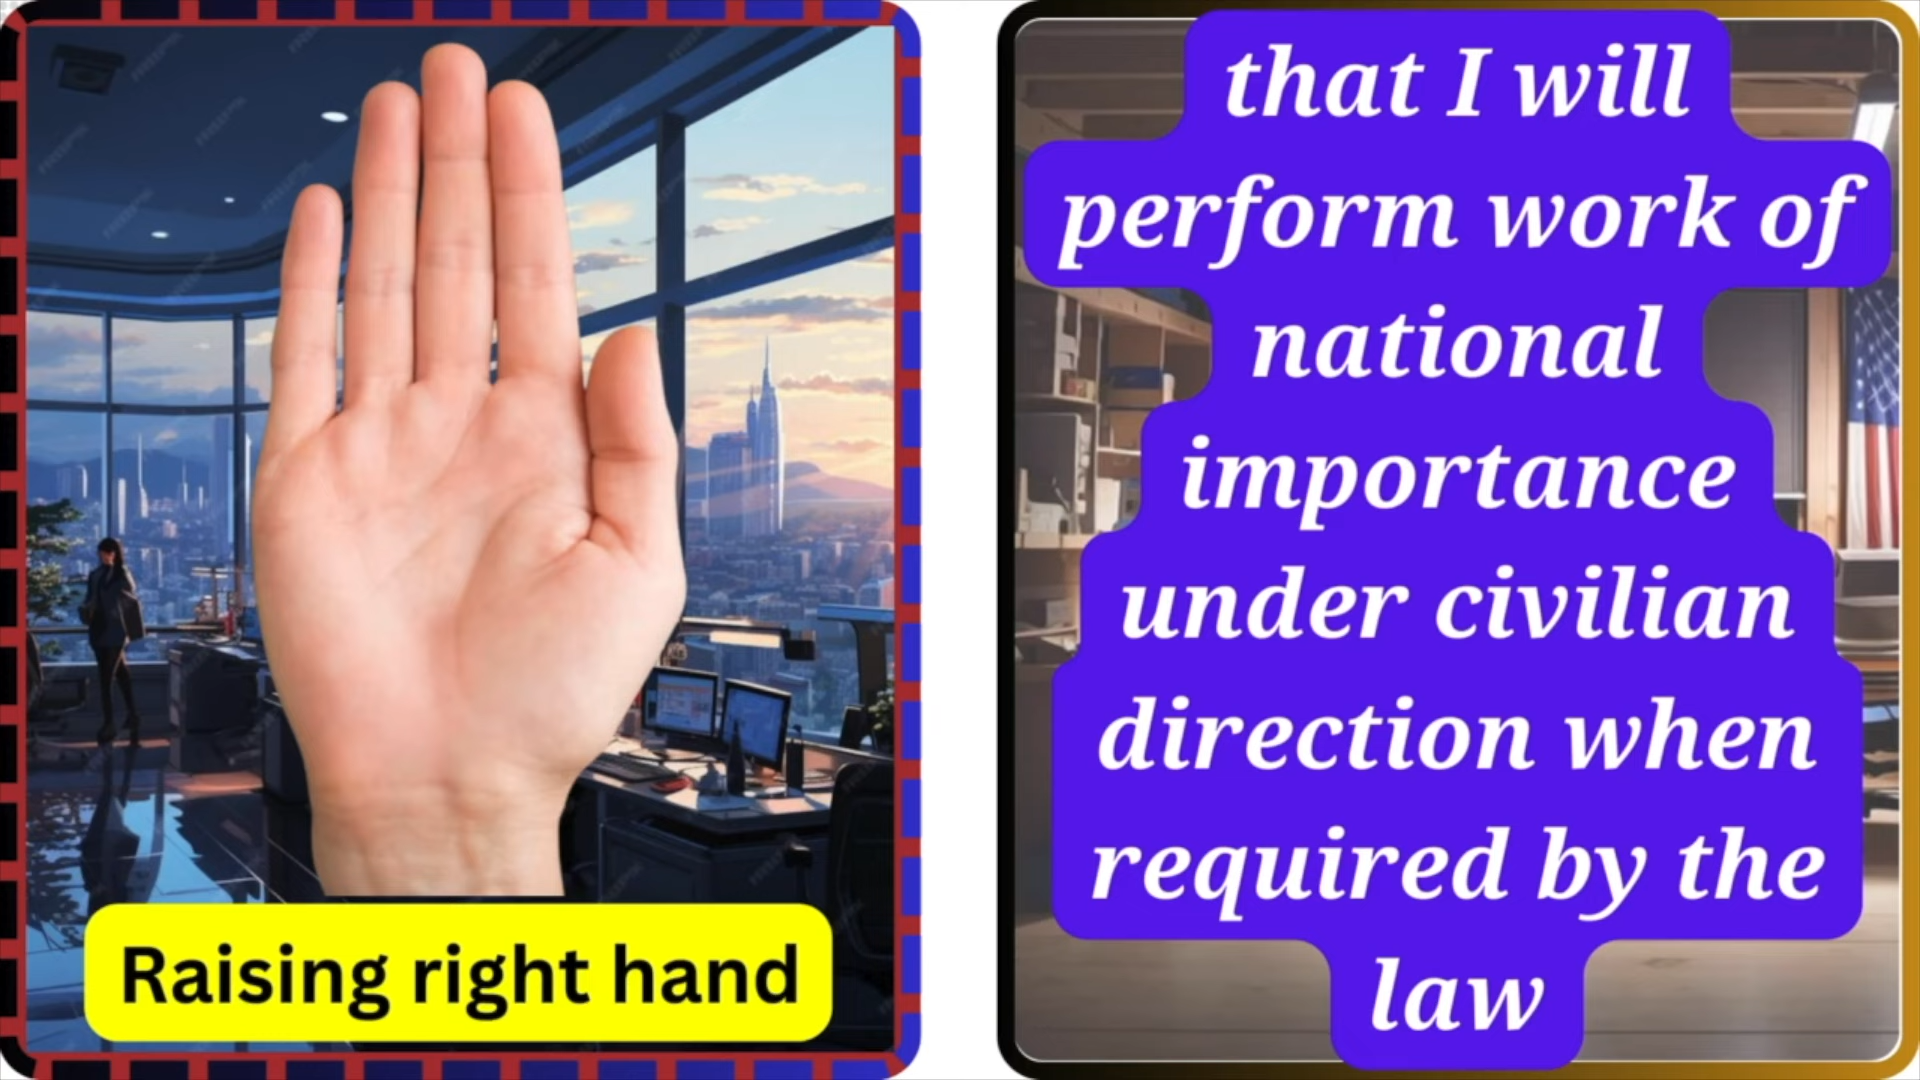 Raising right hand
that I will
perform work of
national
importance
under civilian
direction when
required by the
law